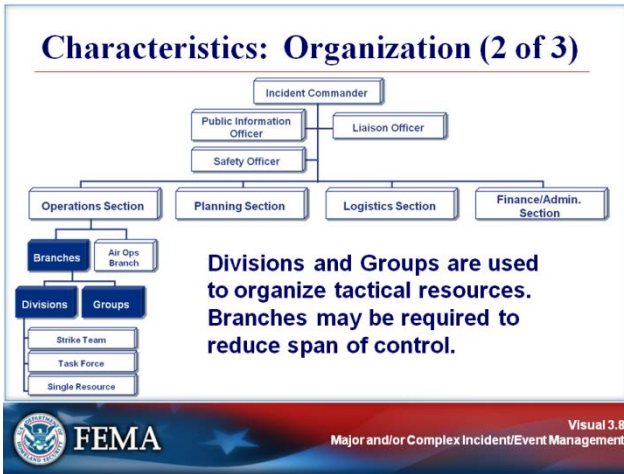 Characteristics: Organization (2 of 3)
Incident Commander
Public Information
Officer
Liaison Officer
Safety Officer
Operations Section
Planning Section
Logistics Section
Finance/Admin.
Section
Branches
Air Ops
Branch
Divisions
Groups
Strike Team
Task Force
Single Resource
Divisions and Groups are used
to organize tactical resources.
Branches may be required to
reduce span of control.
FEMA
Visual 3.8
Major and/or Complex Incident/Event Management